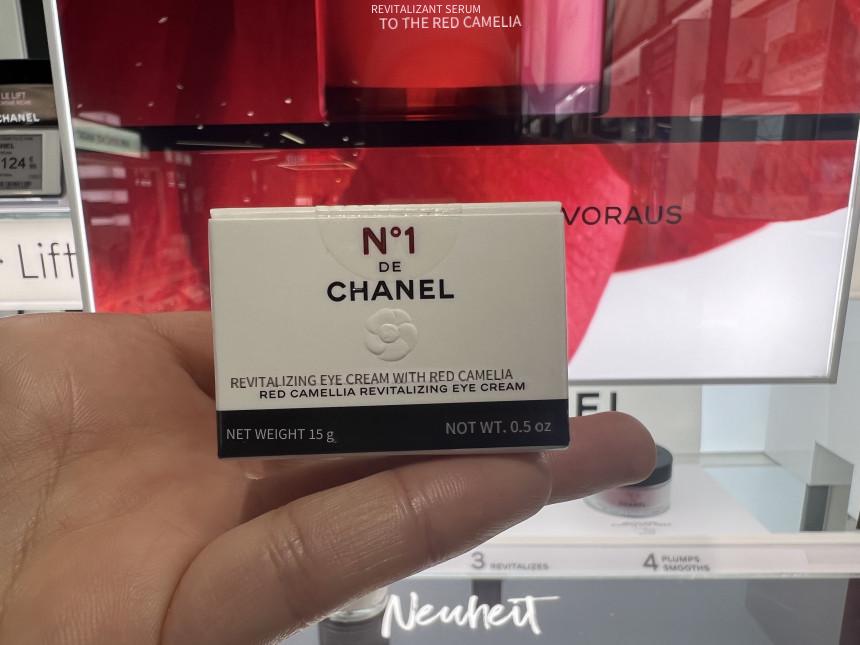 REVITALIZANT SERUM
TO THE RED CAMELIA
LE LIFT
CHANEL
124
Lift
VORAUS
N°1
DE
CHANEL
REVITALIZING EYE CREAM WITH RED CAMELIA
RED CAMELLIA REVITALIZING EYE CREAM
NET WEIGHT 15 g
NOT WT. 0.5 oz
EL
CHANEL
3 REVITALIZES
4 PLUMPS
SMOOTHS
Neuheit